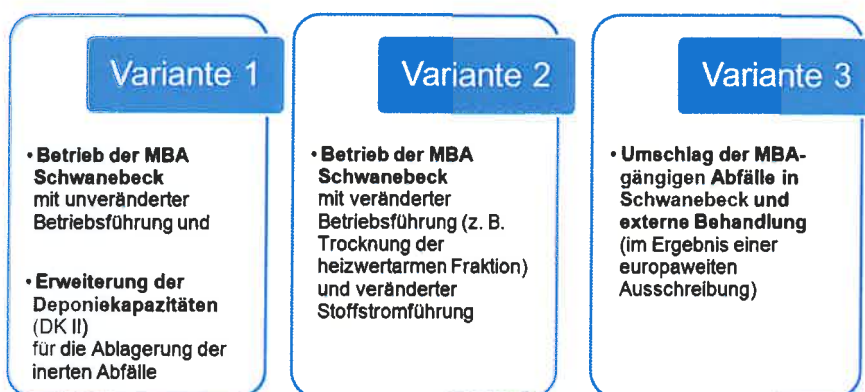 Variante 1
• Betrieb der MBA
Schwanebeck
mit unveränderter
Betriebsführung und
• Erweiterung der
Deponiekapazitäten
(DK II)
für die Ablagerung der
inerten Abfälle
Variante 2
• Betrieb der MBA
Schwanebeck
mit veränderter
Betriebsführung (z. B.
Trocknung der
heizwertarmen Fraktion)
und veränderter
Stoffstromführung
Variante 3
• Umschlag der MBA-
gängigen Abfälle in
Schwanebeck und
externe Behandlung
(im Ergebnis einer
europaweiten
Ausschreibung)